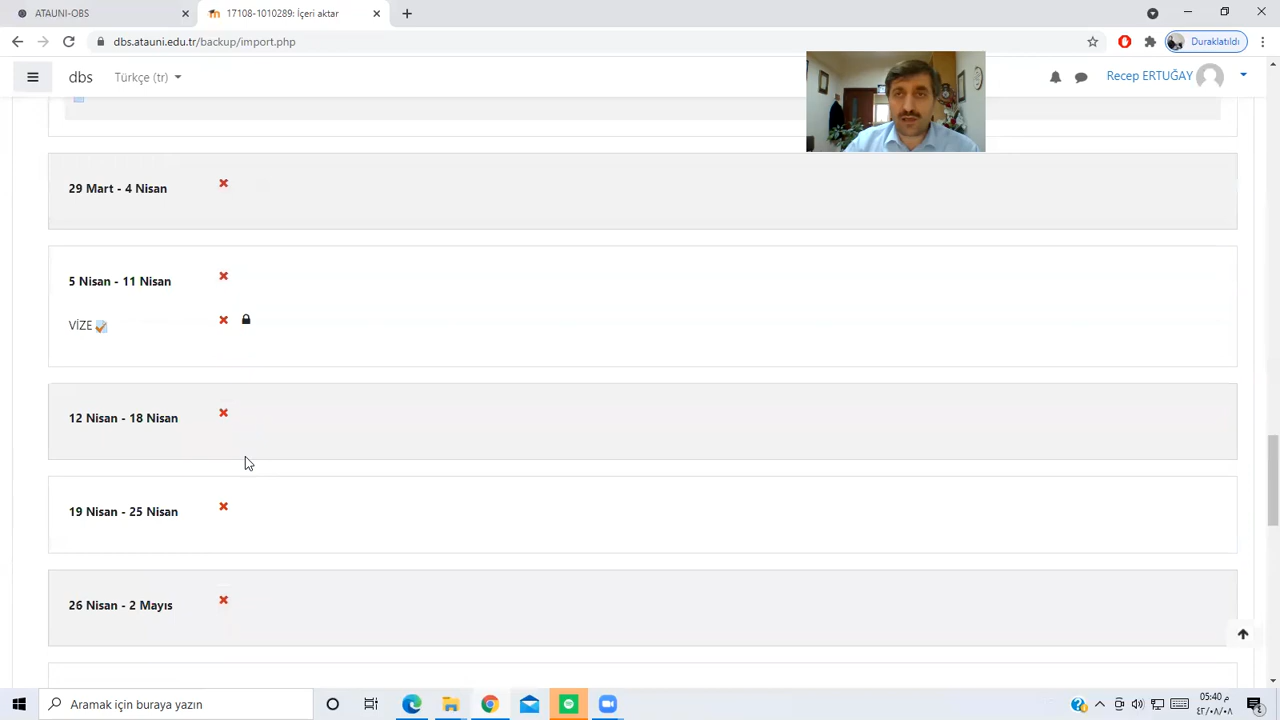 ATAUNI-OBS
17108-1010289: İçeri aktar
dbs.atauni.edu.tr/backup/import.php
Duraklatıldı
dbs
Türkçe (tr)
Recep ERTUĞAY
29 Mart - 4 Nisan
5 Nisan - 11 Nisan
VİZE
12 Nisan - 18 Nisan
19 Nisan - 25 Nisan
26 Nisan - 2 Mayıs
Aramak için buraya yazın
05:40